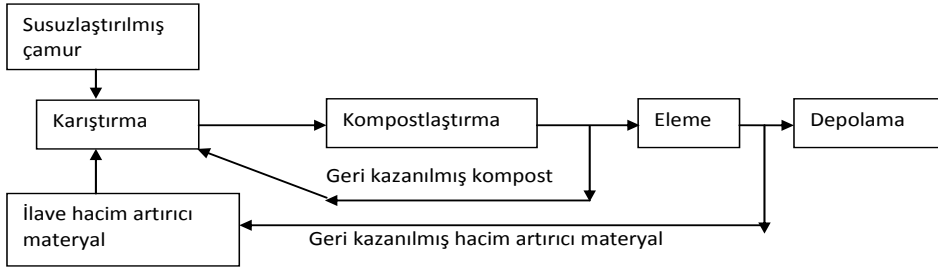 Susuzlaştırılmış
çamur
Karıştırma
Kompostlaştırma
Eleme
Depolama
Geri kazanılmış kompost
İlave hacim artırıcı
materyal
Geri kazanılmış hacim artırıcı materyal